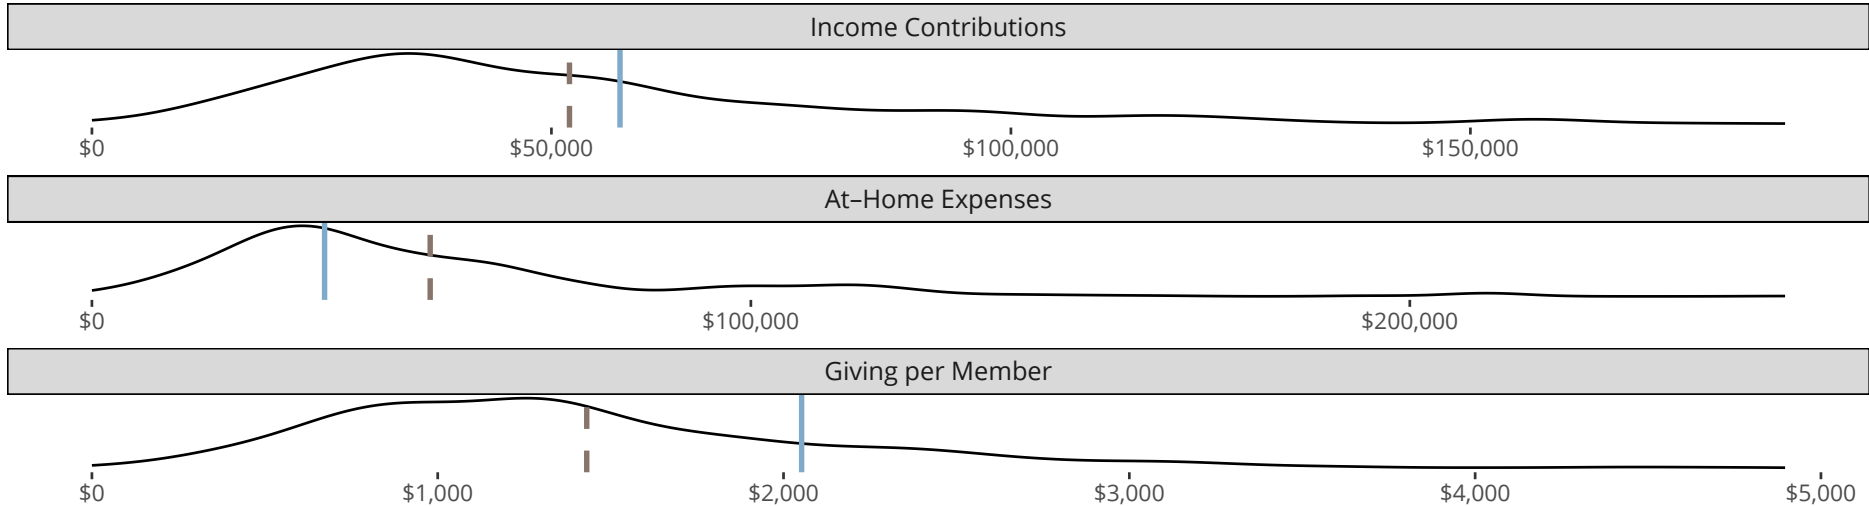 Income Contributions
$0 $50,000 $100,000 $150,000
At–Home Expenses
$0 $100,000 $200,000
Giving per Member
$0 $1,000 $2,000 $3,000 $4,000 $5,000